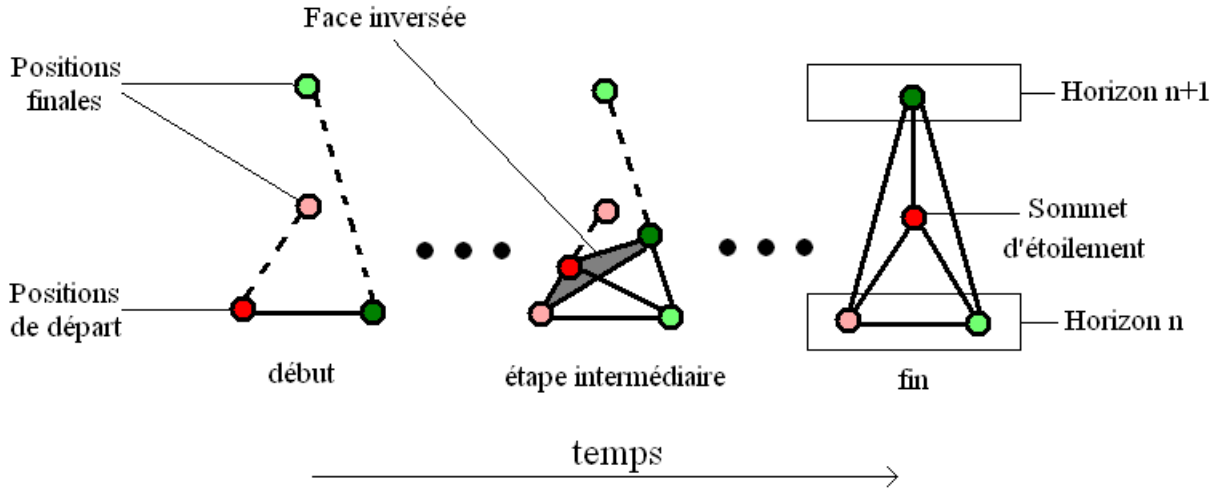 Face inversée
Positions
finales
Horizon n+1
Sommet
d'étoilement
Positions
de départ
Horizon n
début
étape intermédiaire
fin
temps